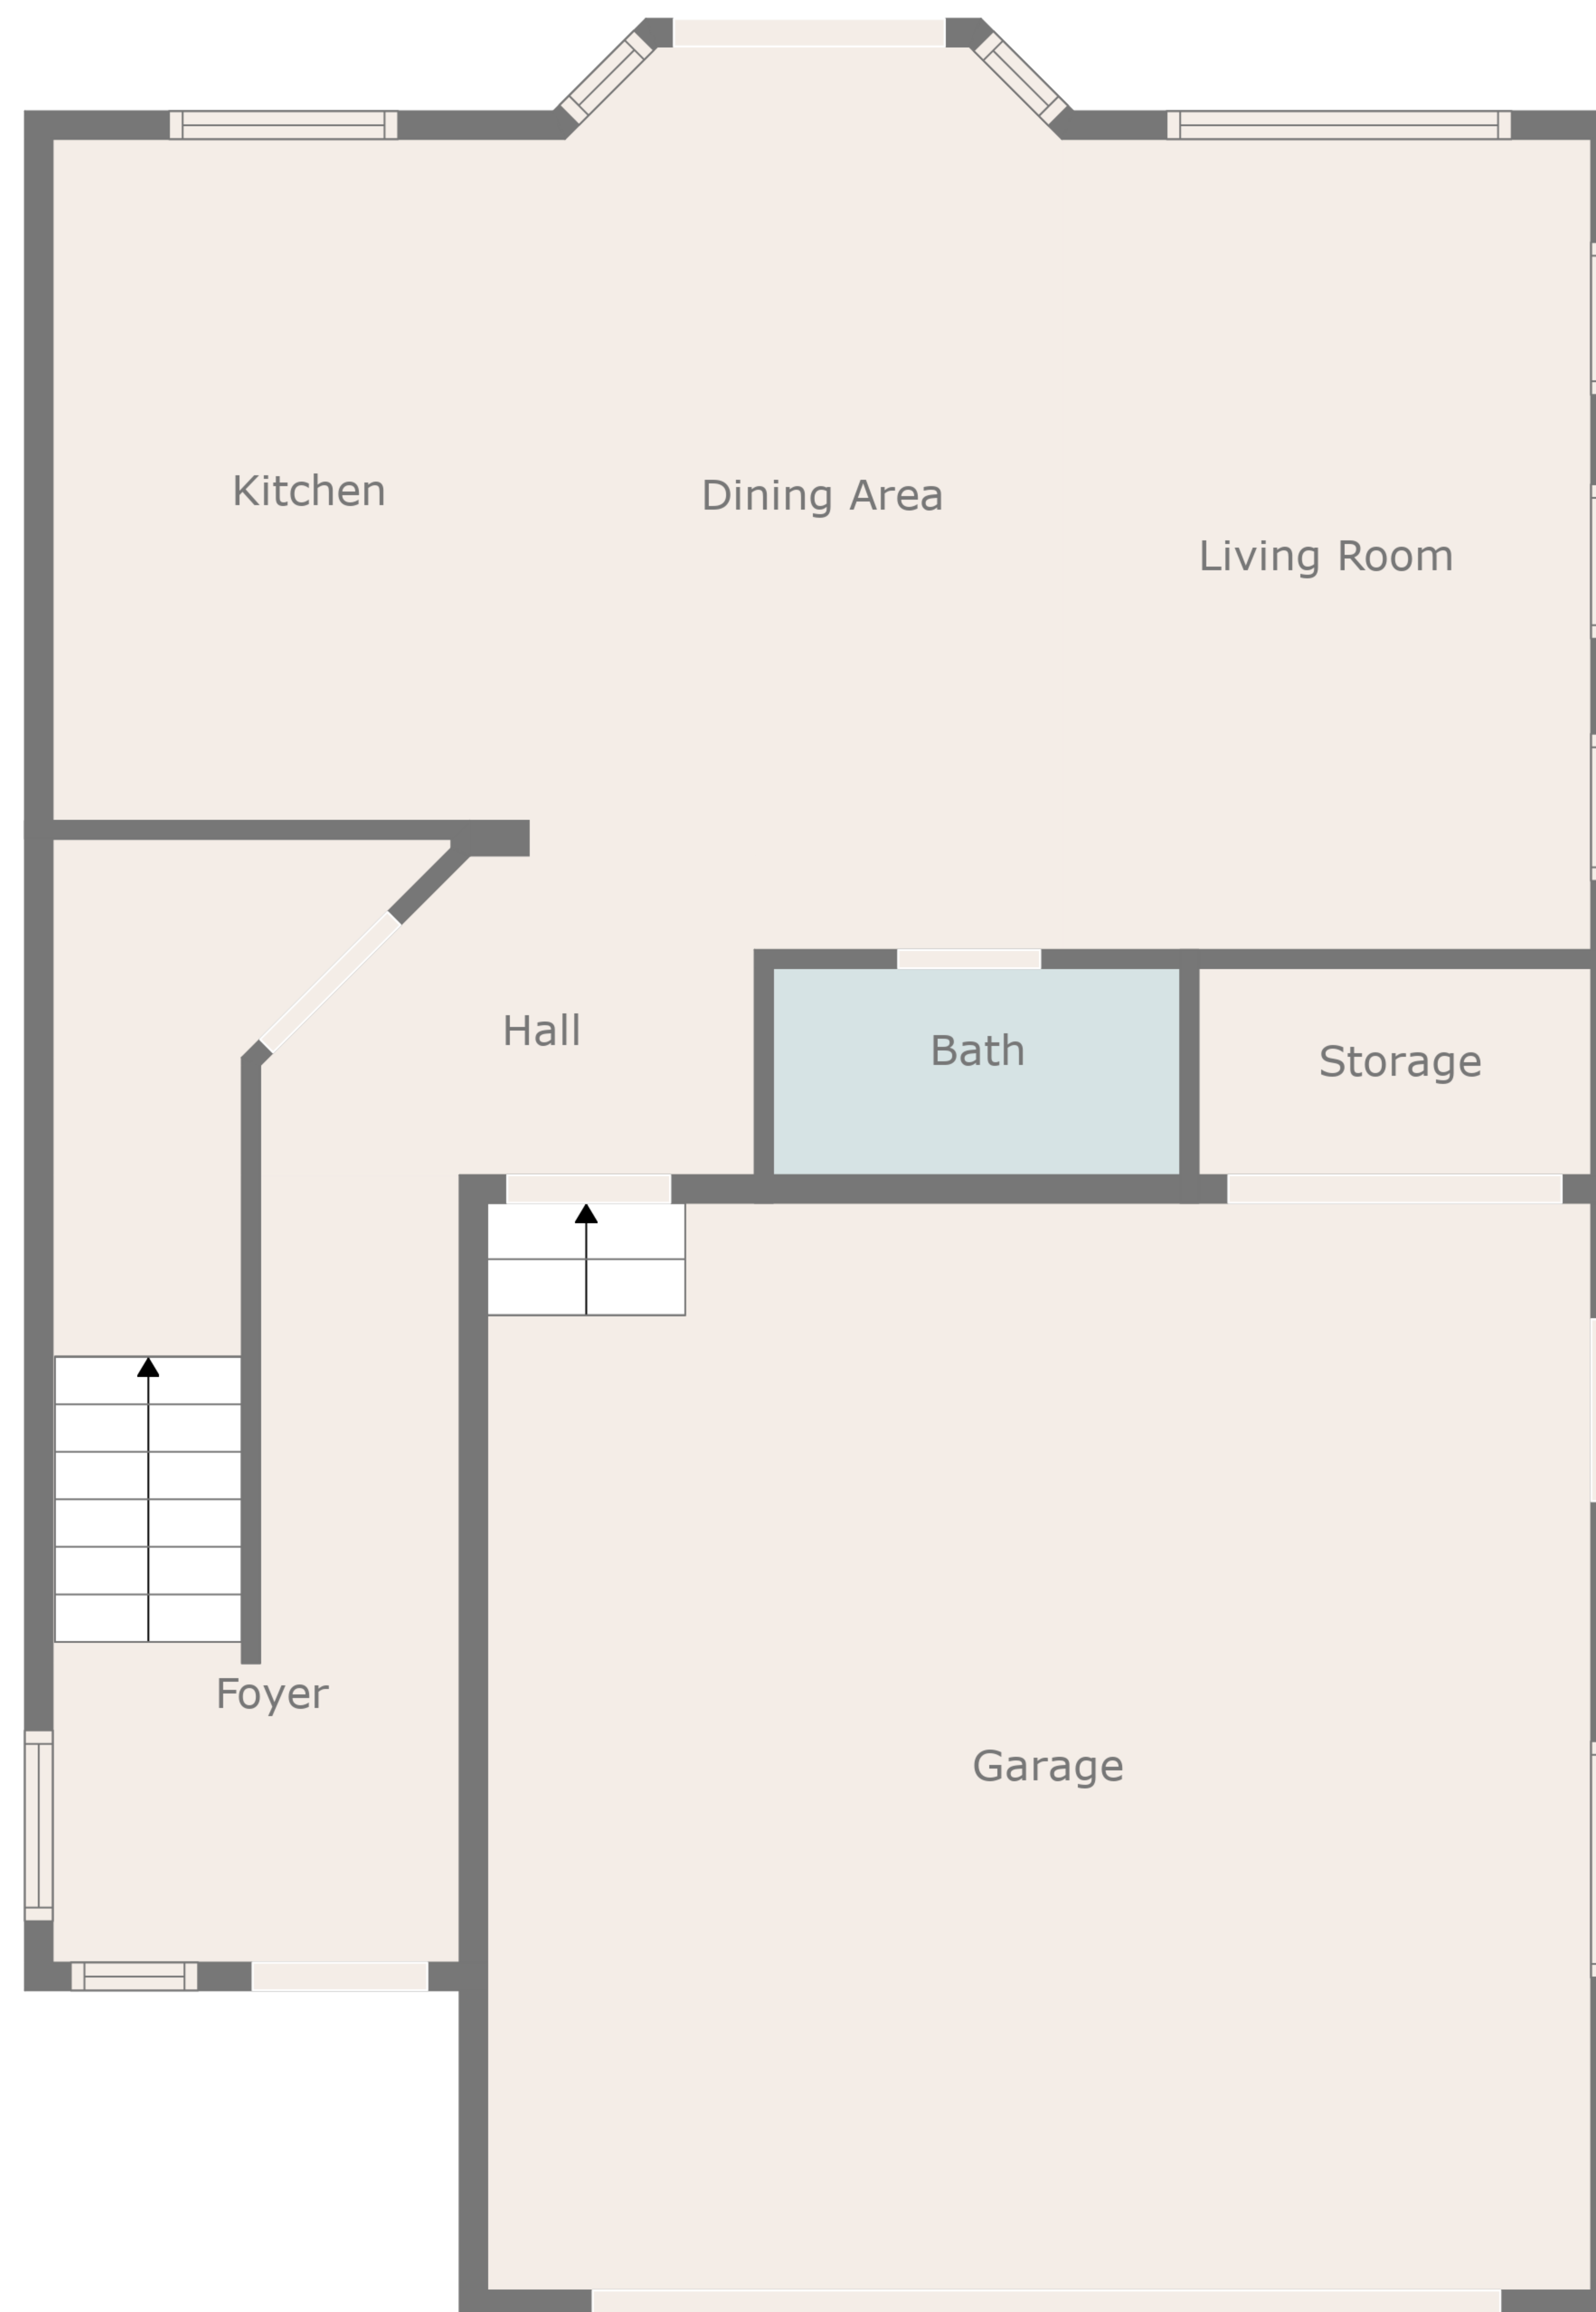 Kitchen
Dining Area
Living Room
Hall
Bath
Storage
Foyer
Garage